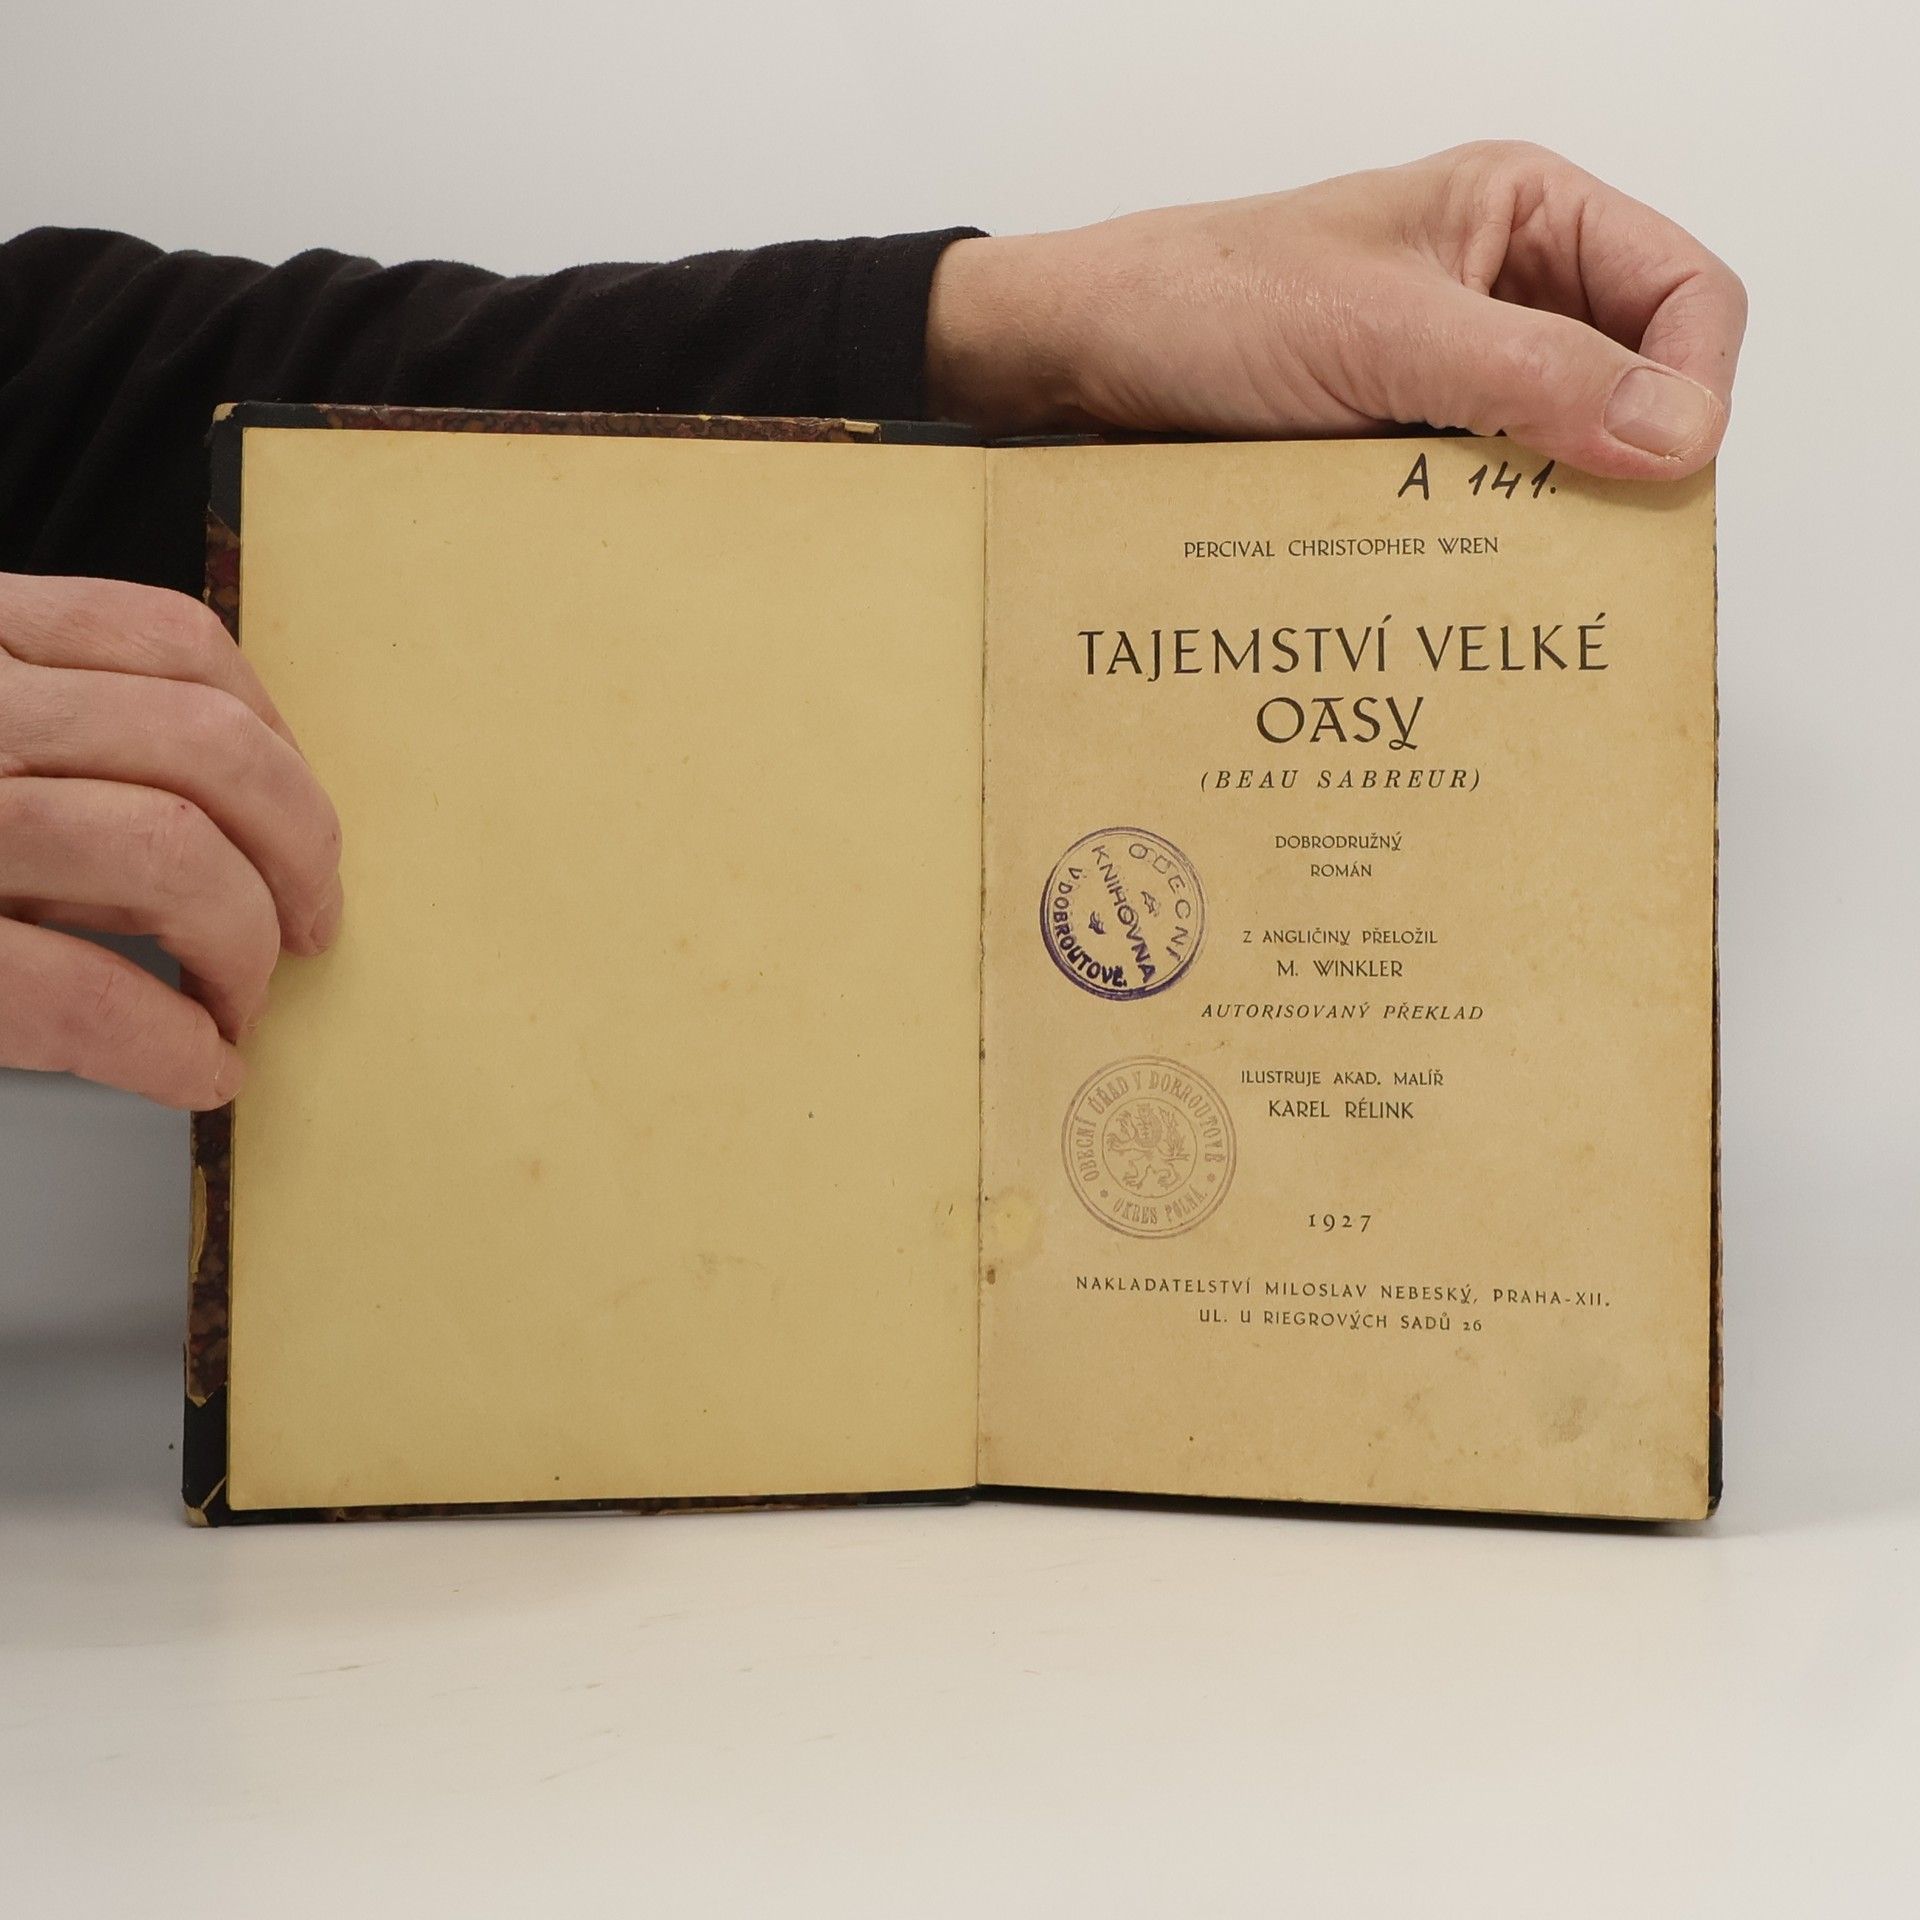 A 141.
PERCIVAL CHRISTOPHER WREN
TAJEMSTVÍ VELKÉ
OASY
(BEAU SABREUR)
DOBRODRUŽNÝ
ROMÁN
OBECNÍ
KNIHOVNA
V DOBROUTOVĚ.
Z ANGLIČINY PŘELOŽIL
M. WINKLER
AUTORISOVANÝ PŘEKLAD
ILUSTRUJE AKAD. MALÍŘ
KAREL RÉLINK
OBECNÍ ÚŘAD V DOBROUTOVĚ
* OKRES POLNÁ. *
1927
NAKLADATELSTVÍ MILOSLAV NEBESKÝ, PRAHA-XII.
UL. U RIEGROVÝCH SADŮ 26